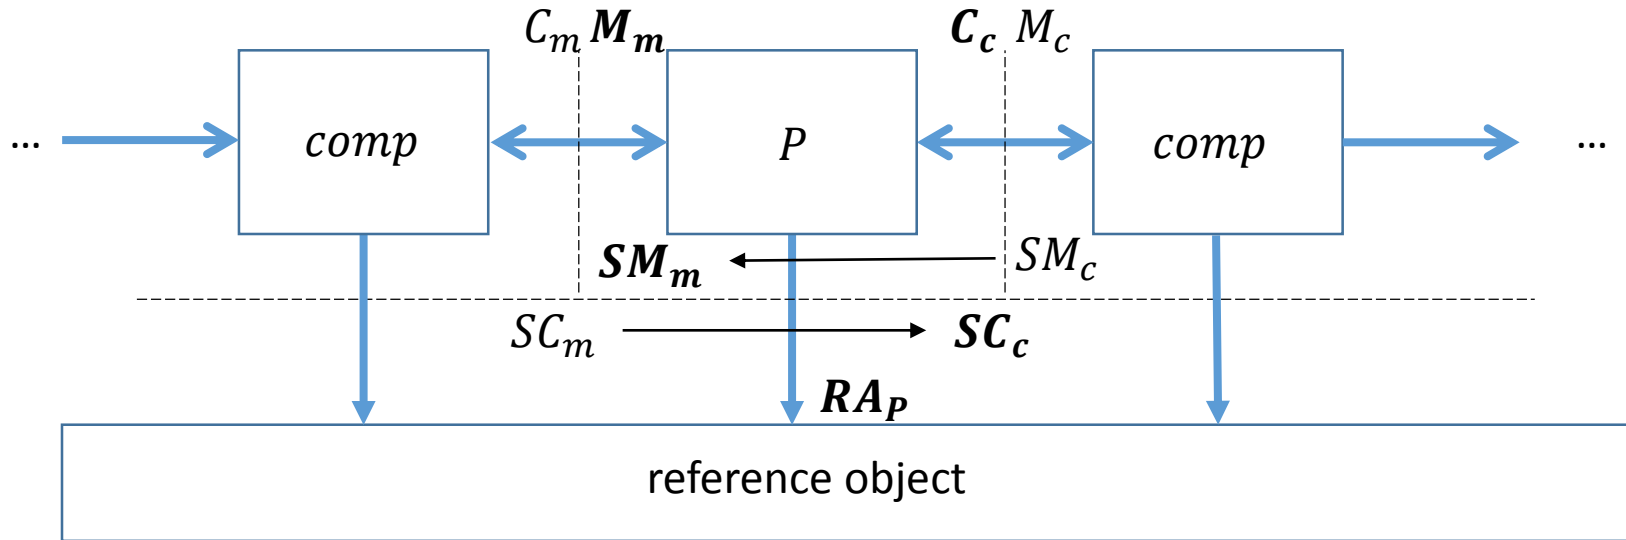 C_m M_m C_c M_c
... comp P comp ...
SM_m SM_c
SC_m SC_c
RA_P
reference object